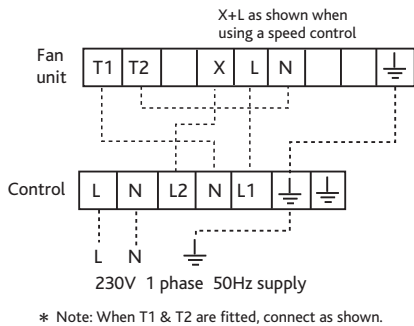 X+L as shown when
using a speed control
Fan
unit
T1 T2 X L N
Control
L N L2 N L1
L N
230V 1 phase 50Hz supply
* Note: When T1 & T2 are fitted, connect as shown.